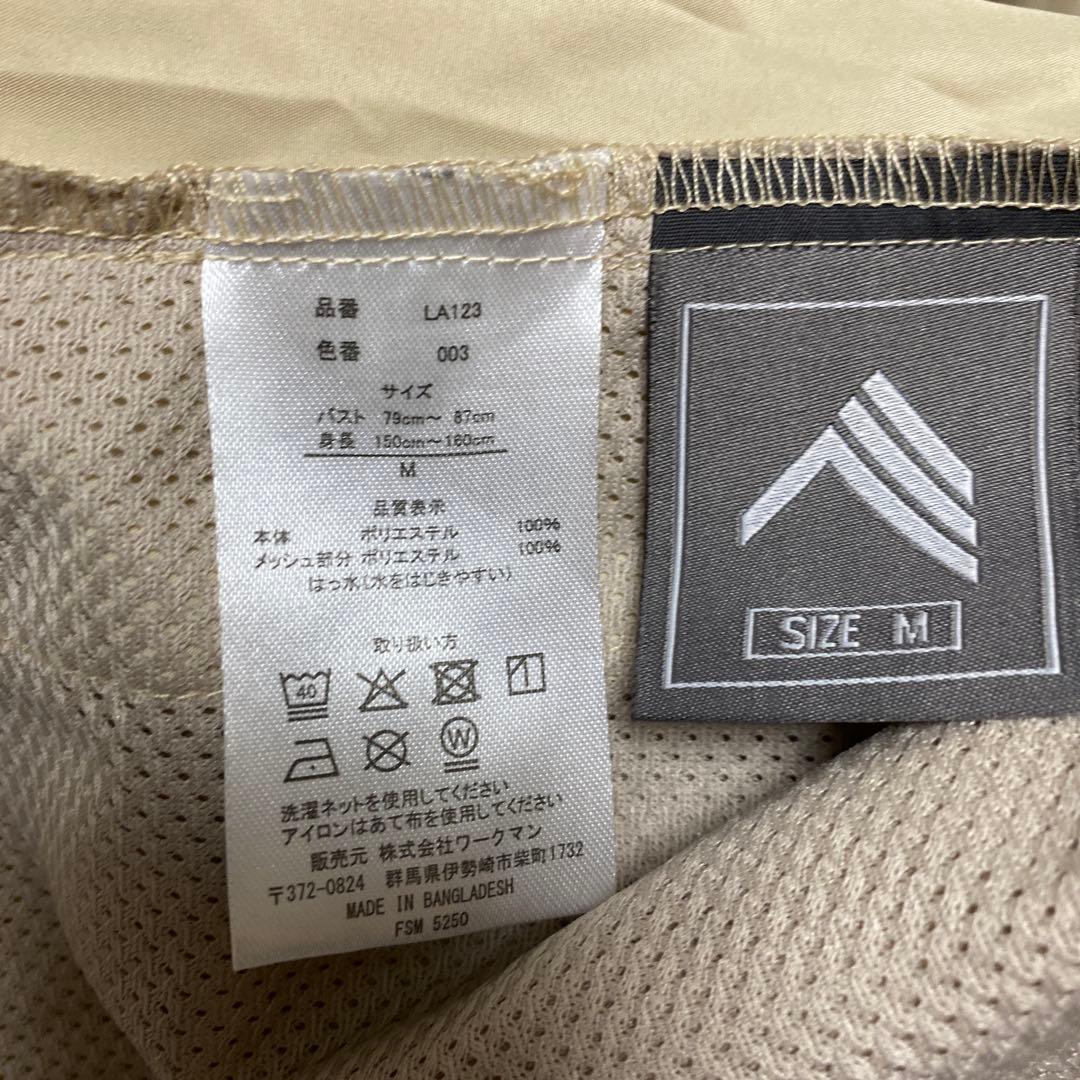 品番 LA123
色番 003
サイズ
バスト 79cm～ 87cm
身長 150cm～160cm
M
品質表示
本体 ポリエステル 100%
メッシュ部分 ポリエステル 100%
はっ水(水をはじきやすい)
取り扱い方
40
W
洗濯ネットを使用してください
アイロンはあて布を使用してください
販売元 株式会社ワークマン
〒372-0824 群馬県伊勢崎市柴町1732
MADE IN BANGLADESH
FSM 5250
SIZE M